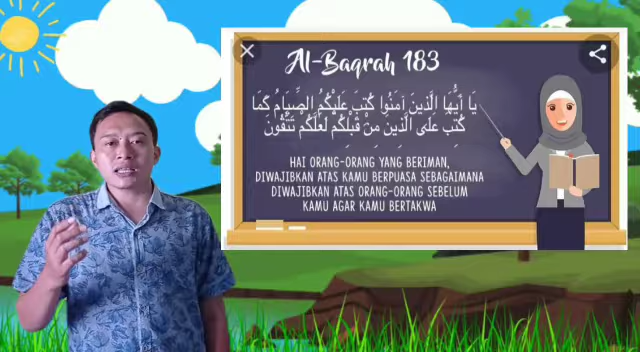 Al-Baqrah 183
يَا أَيُّهَا الَّذِينَ آمَنُوا كُتِبَ عَلَيْكُمُ الصِّيَامُ كَمَا
كُتِبَ عَلَى الَّذِينَ مِنْ قَبْلِكُمْ لَعَلَّكُمْ تَتَّقُونَ
HAI ORANG-ORANG YANG BERIMAN,
DIWAJIBKAN ATAS KAMU BERPUASA SEBAGAIMANA
DIWAJIBKAN ATAS ORANG-ORANG SEBELUM
KAMU AGAR KAMU BERTAKWA